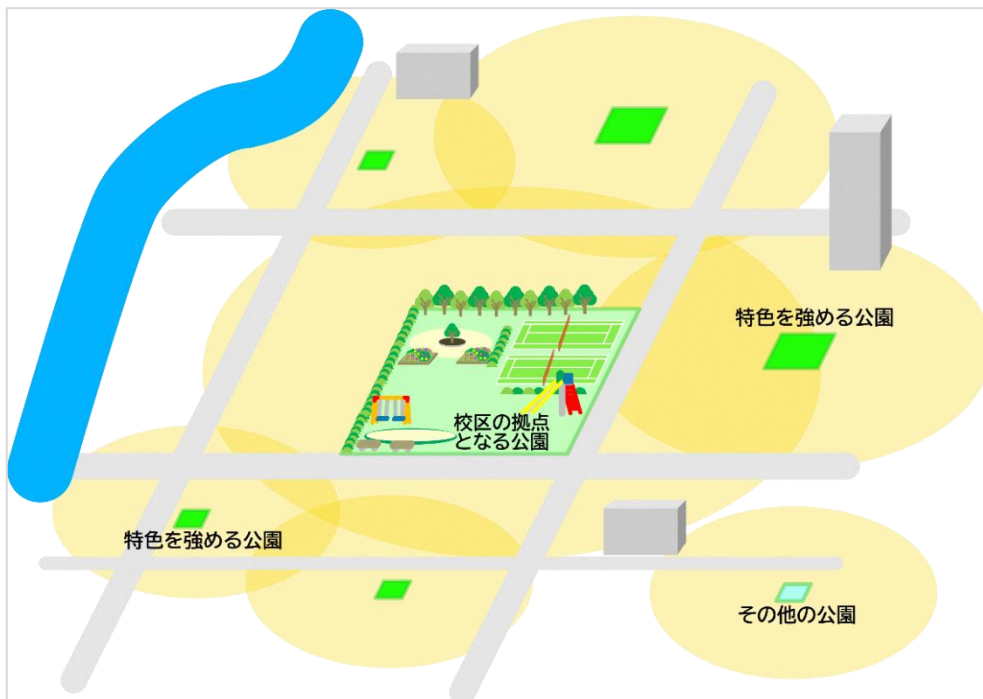 特色を強める公園
校区の拠点
となる公園
特色を強める公園
その他の公園